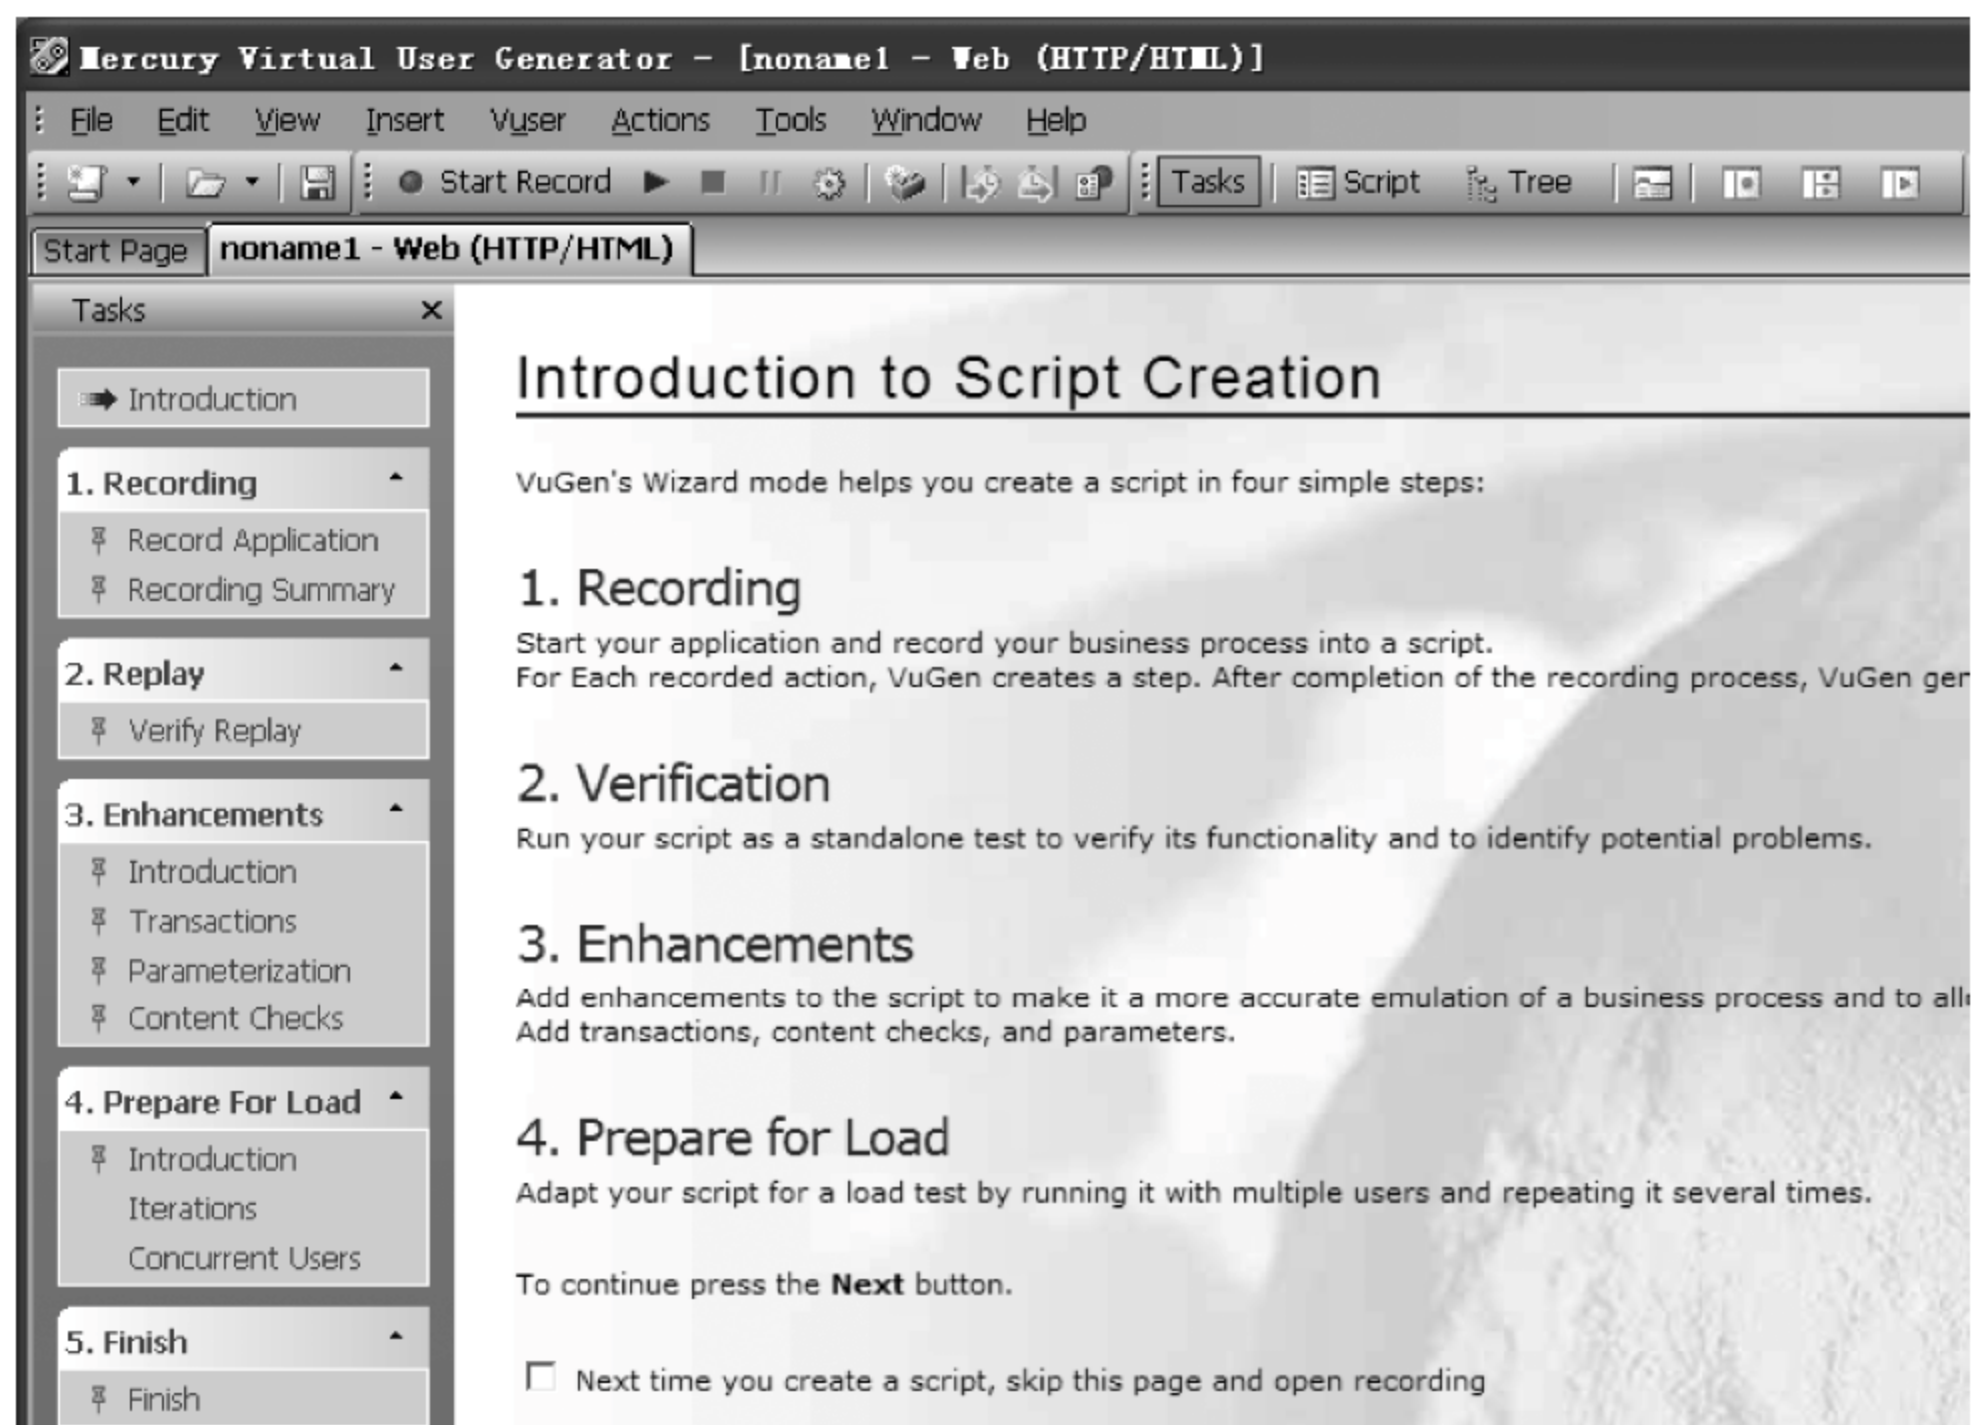 Mercury Virtual User Generator - [noname1 - Web (HTTP/HTML)]
File Edit View Insert Vuser Actions Tools Window Help
Start Record Tasks Script Tree
Start Page noname1 - Web (HTTP/HTML)
Tasks
Introduction
1. Recording
Record Application
Recording Summary
2. Replay
Verify Replay
3. Enhancements
Introduction
Transactions
Parameterization
Content Checks
4. Prepare For Load
Introduction
Iterations
Concurrent Users
5. Finish
Finish
Introduction to Script Creation
VuGen's Wizard mode helps you create a script in four simple steps:
1. Recording
Start your application and record your business process into a script.
For Each recorded action, VuGen creates a step. After completion of the recording process, VuGen
2. Verification
Run your script as a standalone test to verify its functionality and to identify potential problems.
3. Enhancements
Add enhancements to the script to make it a more accurate emulation of a business process and to
Add transactions, content checks, and parameters.
4. Prepare for Load
Adapt your script for a load test by running it with multiple users and repeating it several times.
To continue press the Next button.
Next time you create a script, skip this page and open recording